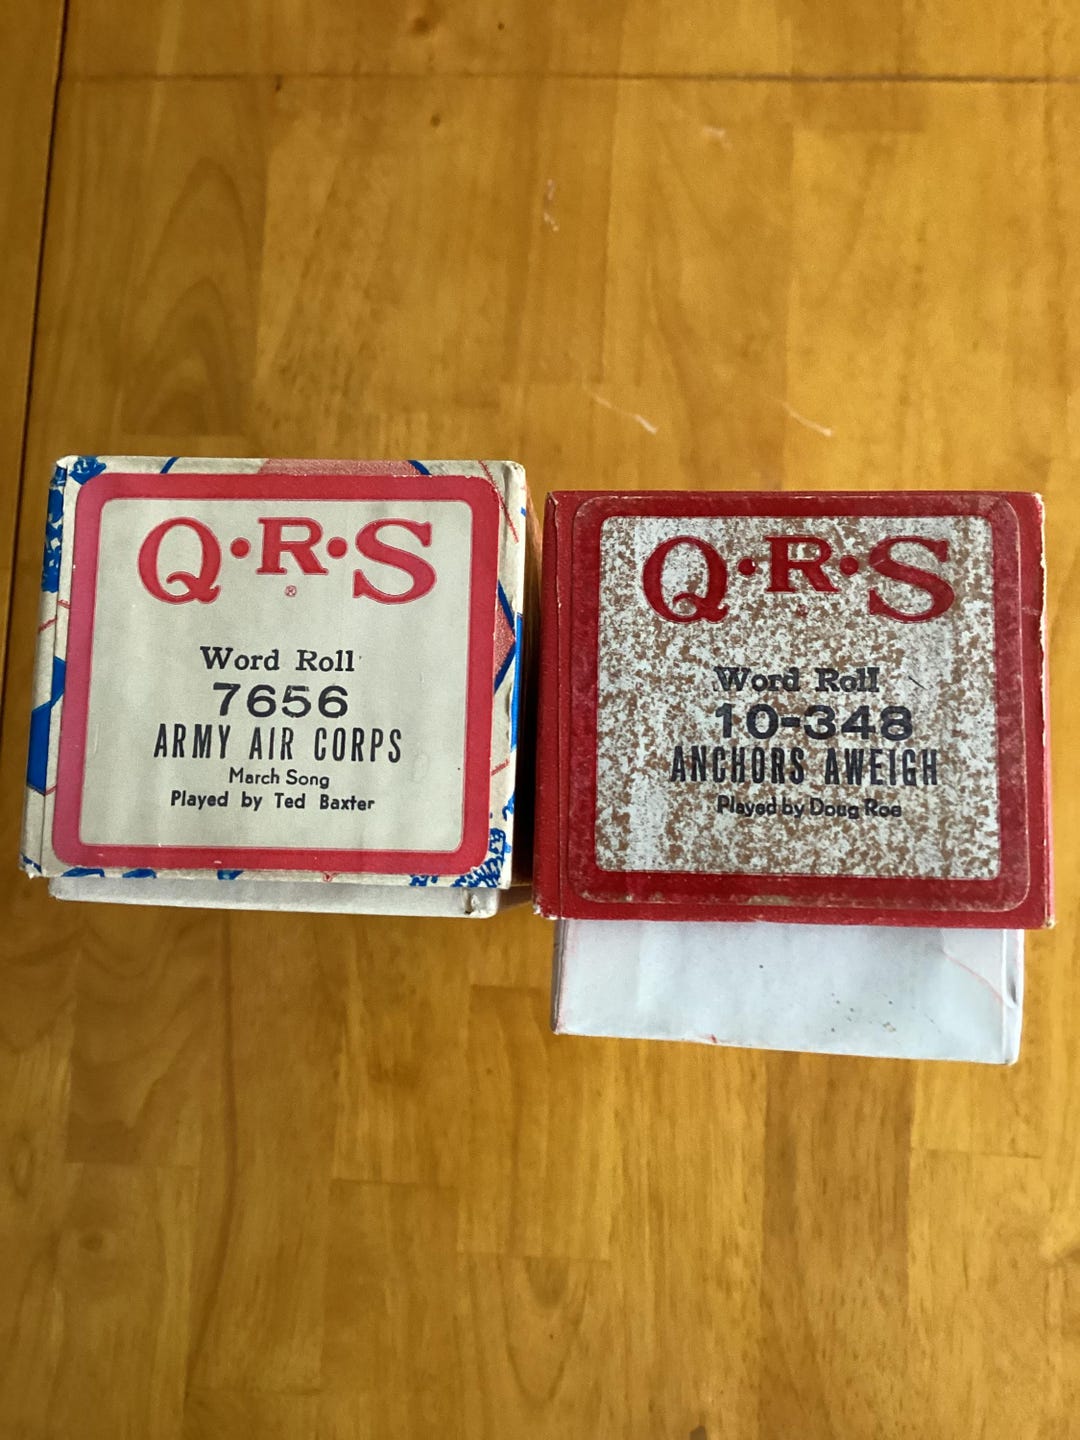 Q·R·S
®
Word Roll
7656
ARMY AIR CORPS
March Song
Played by Ted Baxter
Q·R·S
Word Roll
10-348
ANCHORS AWEIGH
Played by Doug Roe